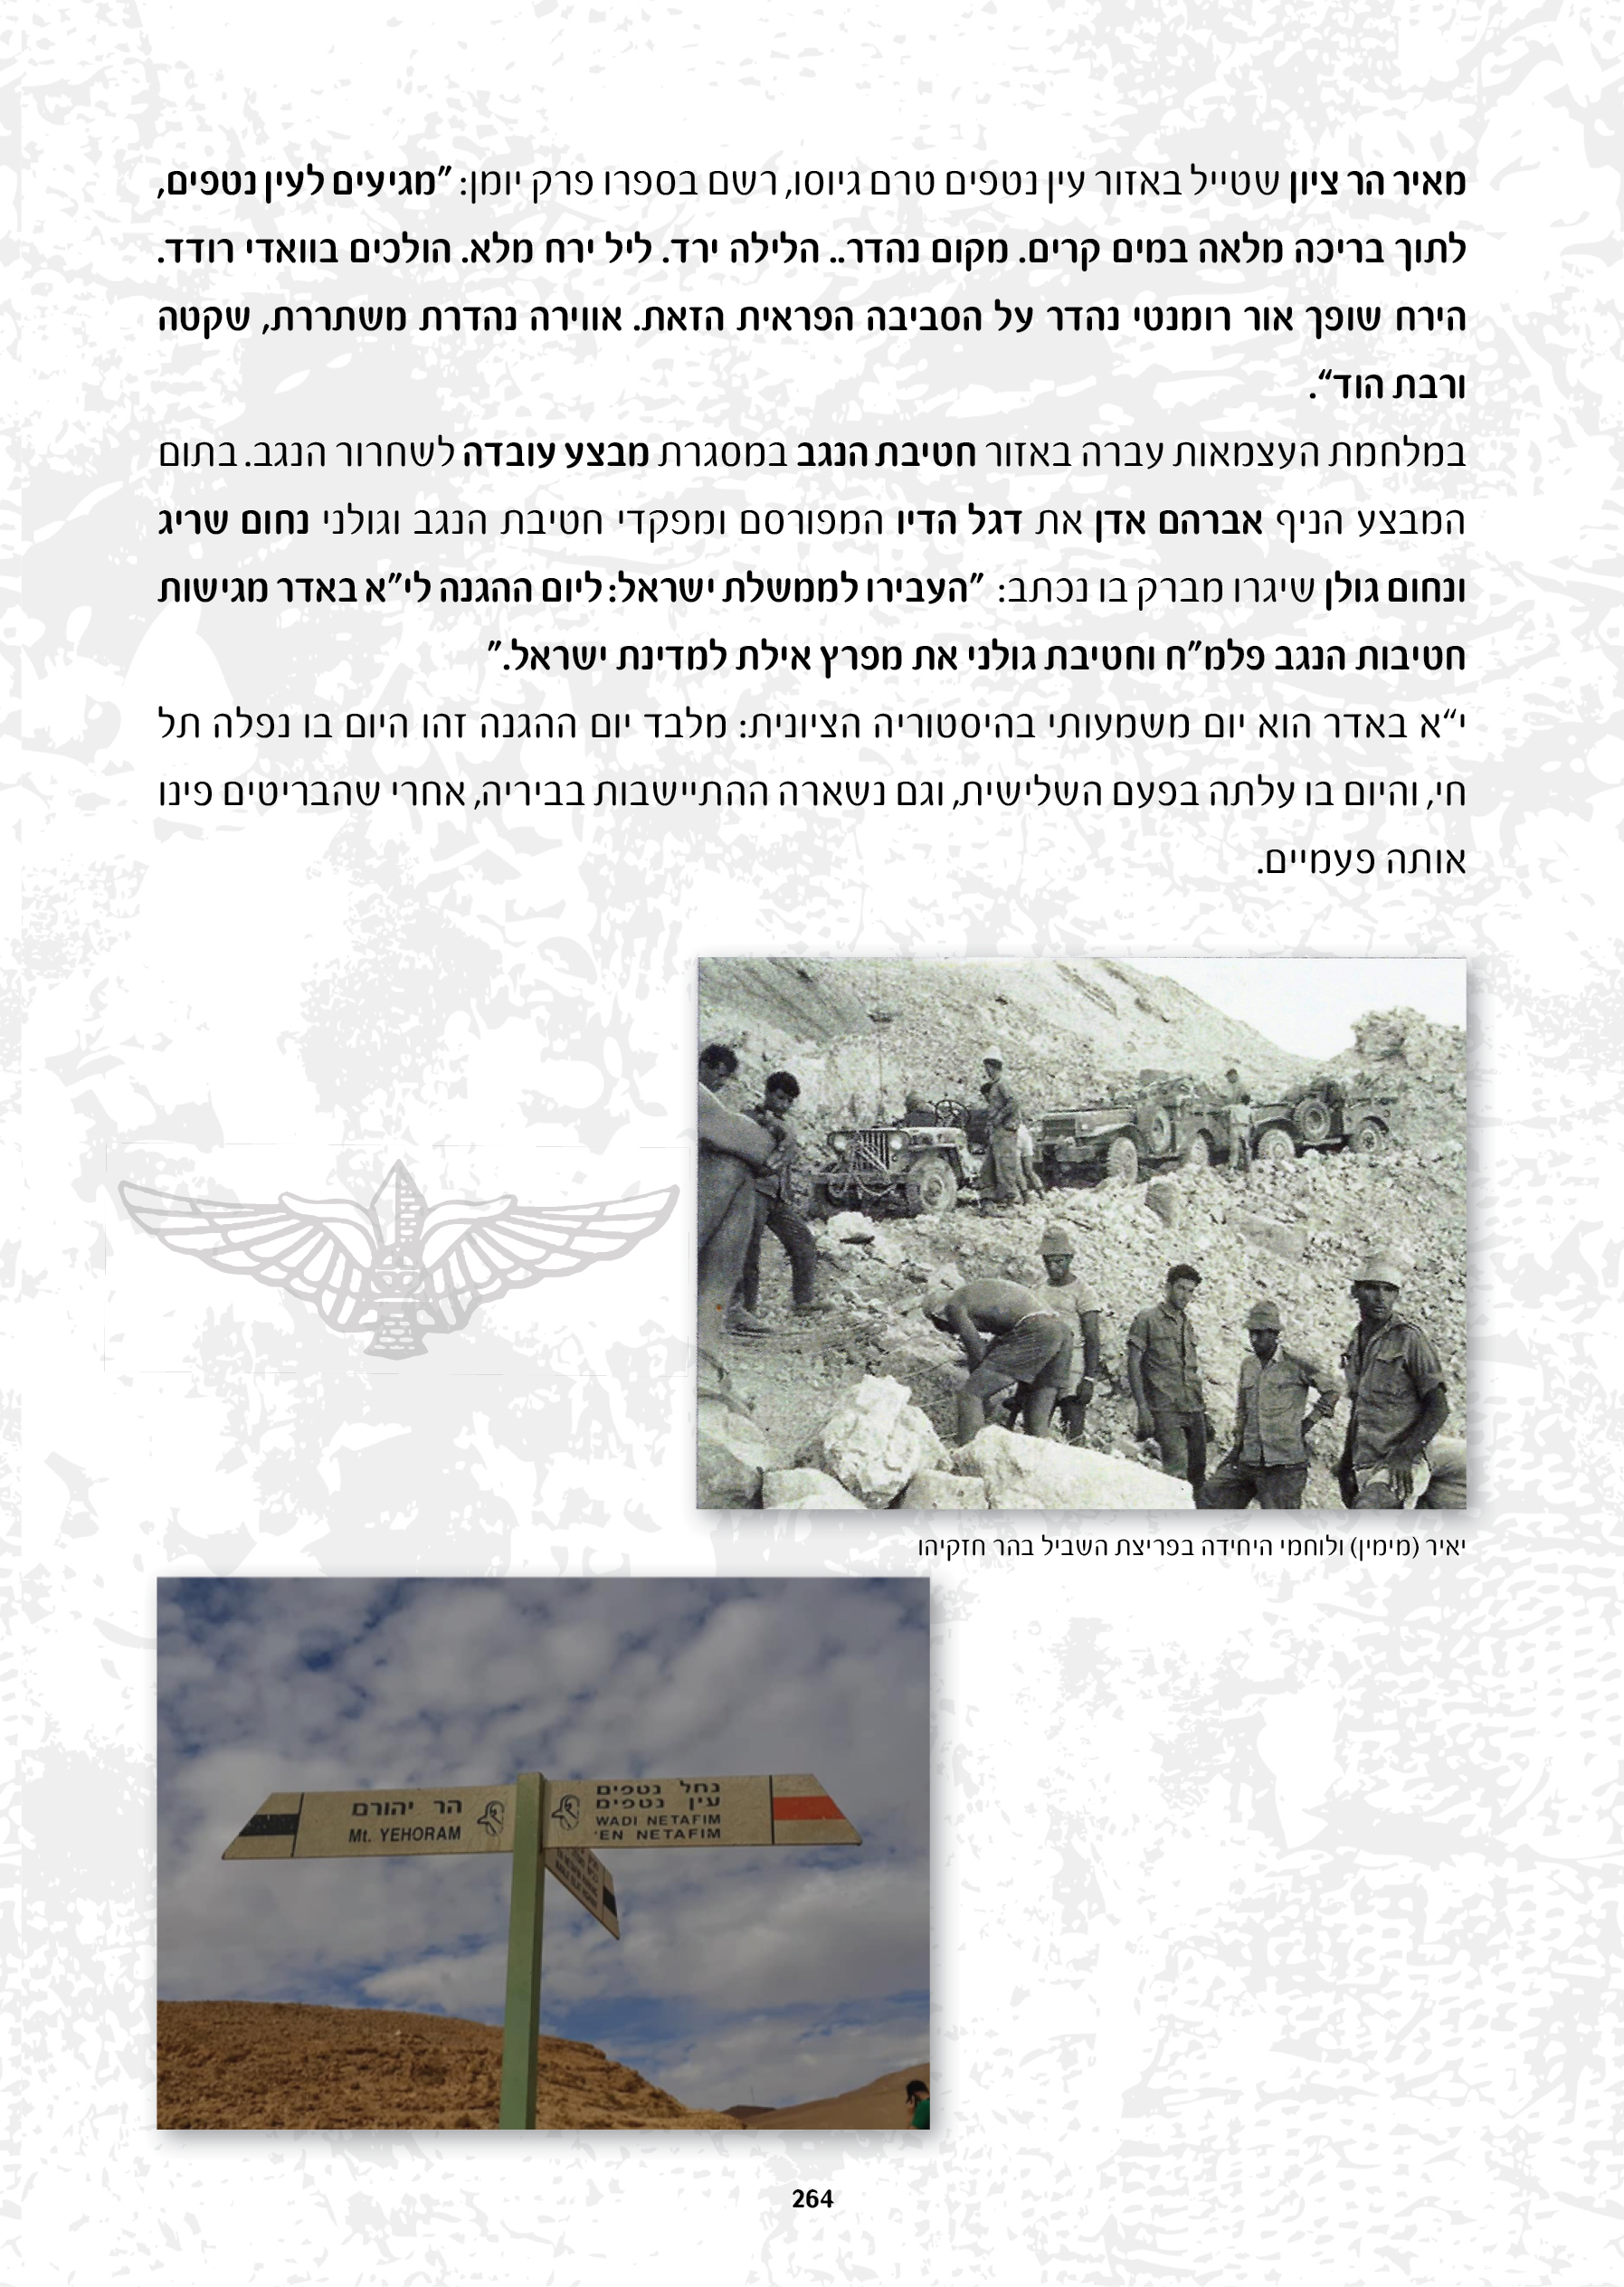 מאיר הר ציון שטייל באזור עין נטפים טרם גיוסו, רשם בספרו פרק יומן: ״מגיעים לעין נטפים,
לתוך בריכה מלאה במים קרים. מקום נהדר.. הלילה ירד. ליל ירח מלא. הולכים בוואדי רודד.
הירח שופך אור רומנטי נהדר על הסביבה הפראית הזאת. אווירה נהדרת משתררת, שקטה
ורבת הוד“.
במלחמת העצמאות עברה באזור חטיבת הנגב במסגרת מבצע עובדה לשחרור הנגב. בתום
המבצע הניף אברהם אדן את דגל הדיו המפורסם ומפקדי חטיבת הנגב וגולני נחום שריג
ונחום גולן שיגרו מברק בו נכתב: ״העבירו לממשלת ישראל: ליום ההגנה לי״א באדר מגישות
חטיבות הנגב פלמ״ח וחטיבת גולני את מפרץ אילת למדינת ישראל.״
י“א באדר הוא יום משמעותי בהיסטוריה הציונית: מלבד יום ההגנה זהו היום בו נפלה תל
חי, והיום בו עלתה בפעם השלישית, וגם נשארה ההתיישבות בביריה, אחרי שהבריטים פינו
אותה פעמיים.
יאיר (מימין) ולוחמי היחידה בפריצת השביל בהר חזקיהו
הר יהורם
Mt. YEHORAM
נחל נטפים
עין נטפים
WADI NETAFIM
'EN NETAFIM
264